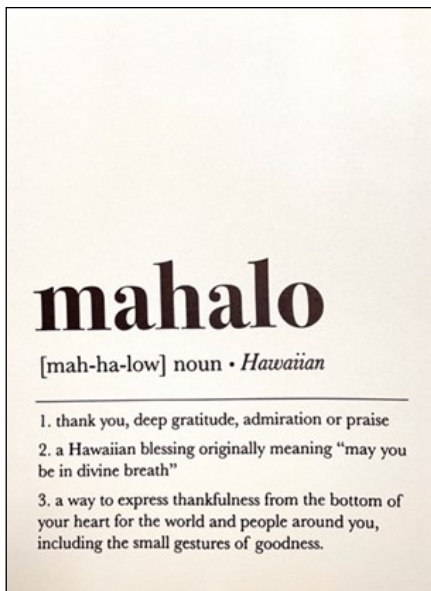 mahalo
[mah-ha-low] noun • Hawaiian
1. thank you, deep gratitude, admiration or praise
2. a Hawaiian blessing originally meaning “may you
be in divine breath”
3. a way to express thankfulness from the bottom of
your heart for the world and people around you,
including the small gestures of goodness.